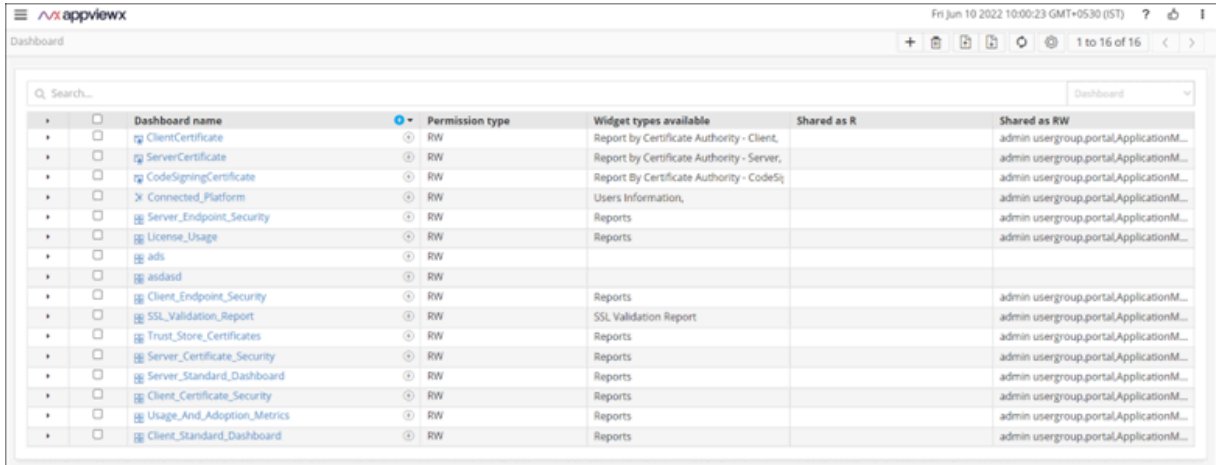 appviewx Fri Jun 10 2022 10:00:23 GMT+0530 (IST) ?
Dashboard 1 to 16 of 16 < >
Search... Dashboard
Dashboard name Permission type Widget types available Shared as R Shared as RW
ClientCertificate RW Report by Certificate Authority - Client, admin usergroup,portal,ApplicationM...
ServerCertificate RW Report by Certificate Authority - Server, admin usergroup,portal,ApplicationM...
CodeSigningCertificate RW Report By Certificate Authority - CodeSig admin usergroup,portal,ApplicationM...
Connected_Platform RW Users Information, admin usergroup,portal,ApplicationM...
Server_Endpoint_Security RW Reports admin usergroup,portal,ApplicationM...
License_Usage RW Reports admin usergroup,portal,ApplicationM...
ads RW
asdasd RW
Client_Endpoint_Security RW Reports admin usergroup,portal,ApplicationM...
SSL_Validation_Report RW SSL Validation Report admin usergroup,portal,ApplicationM...
Trust_Store_Certificates RW Reports admin usergroup,portal,ApplicationM...
Server_Certificate_Security RW Reports admin usergroup,portal,ApplicationM...
Server_Standard_Dashboard RW Reports admin usergroup,portal,ApplicationM...
Client_Certificate_Security RW Reports admin usergroup,portal,ApplicationM...
Usage_And_Adoption_Metrics RW Reports admin usergroup,portal,ApplicationM...
Client_Standard_Dashboard RW Reports admin usergroup,portal,ApplicationM...